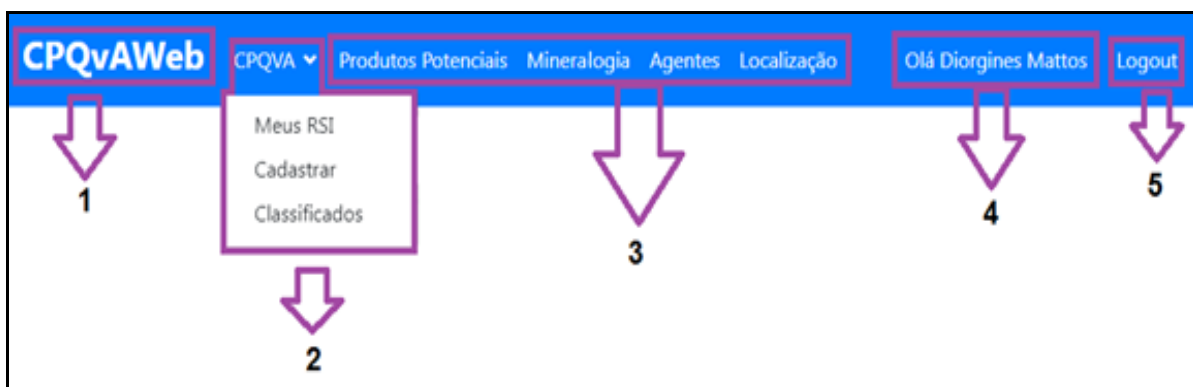 CPQvAWeb CPQVA Produtos Potenciais Mineralogia Agentes Localização Olá Diorgines Mattos Logout
Meus RSI
Cadastrar
Classificados
1
2
3
4
5